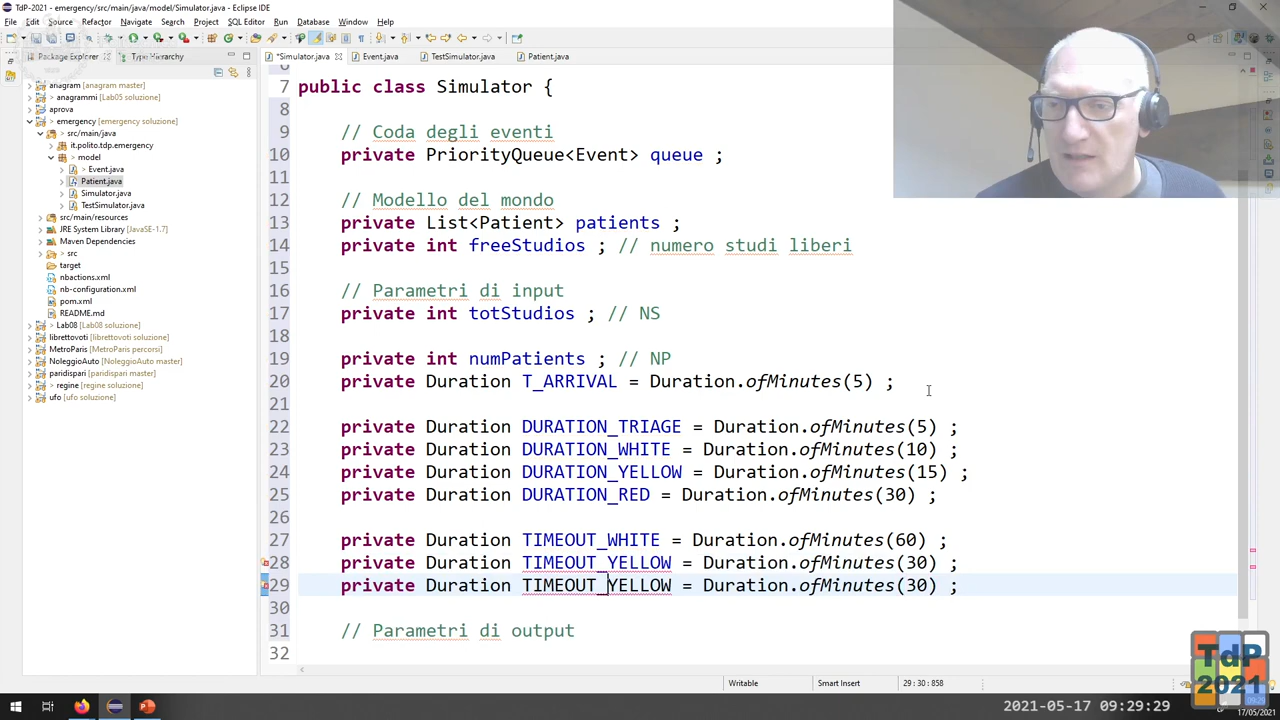 TdP-2021 - emergency/src/main/java/model/Simulator.java - Eclipse IDE
File Edit Source Refactor Navigate Search Project SQL Editor Run Database Window Help
Package Explorer Type Hierarchy
*Simulator.java Event.java TestSimulator.java Patient.java
anagram [anagram master]
> anagrammi [Lab05 soluzione]
aprova
> emergency [emergency soluzione]
> src/main/java
> it.polito.tdp.emergency
> model
> Event.java
Patient.java
Simulator.java
TestSimulator.java
src/main/resources
JRE System Library [JavaSE-1.7]
Maven Dependencies
> src
target
nbactions.xml
nb-configuration.xml
pom.xml
README.md
> Lab08 [Lab08 soluzione]
librettovoti [librettovoti soluzione]
MetroParis [MetroParis percorsi]
NoleggioAuto [NoleggioAuto master]
paridispari [paridispari master]
> regine [regine soluzione]
ufo [ufo soluzione]
7 public class Simulator {
8
9 // Coda degli eventi
10 private PriorityQueue<Event> queue ;
11
12 // Modello del mondo
13 private List<Patient> patients ;
14 private int freeStudios ; // numero studi liberi
15
16 // Parametri di input
17 private int totStudios ; // NS
18
19 private int numPatients ; // NP
20 private Duration T_ARRIVAL = Duration.ofMinutes(5) ;
21
22 private Duration DURATION_TRIAGE = Duration.ofMinutes(5) ;
23 private Duration DURATION_WHITE = Duration.ofMinutes(10) ;
24 private Duration DURATION_YELLOW = Duration.ofMinutes(15) ;
25 private Duration DURATION_RED = Duration.ofMinutes(30) ;
26
27 private Duration TIMEOUT_WHITE = Duration.ofMinutes(60) ;
28 private Duration TIMEOUT_YELLOW = Duration.ofMinutes(30) ;
29 private Duration TIMEOUT_YELLOW = Duration.ofMinutes(30) ;
30
31 // Parametri di output
32
Writable Smart Insert 29 : 30 : 858
TdP
2021
2021-05-17 09:29:29
17/05/2021